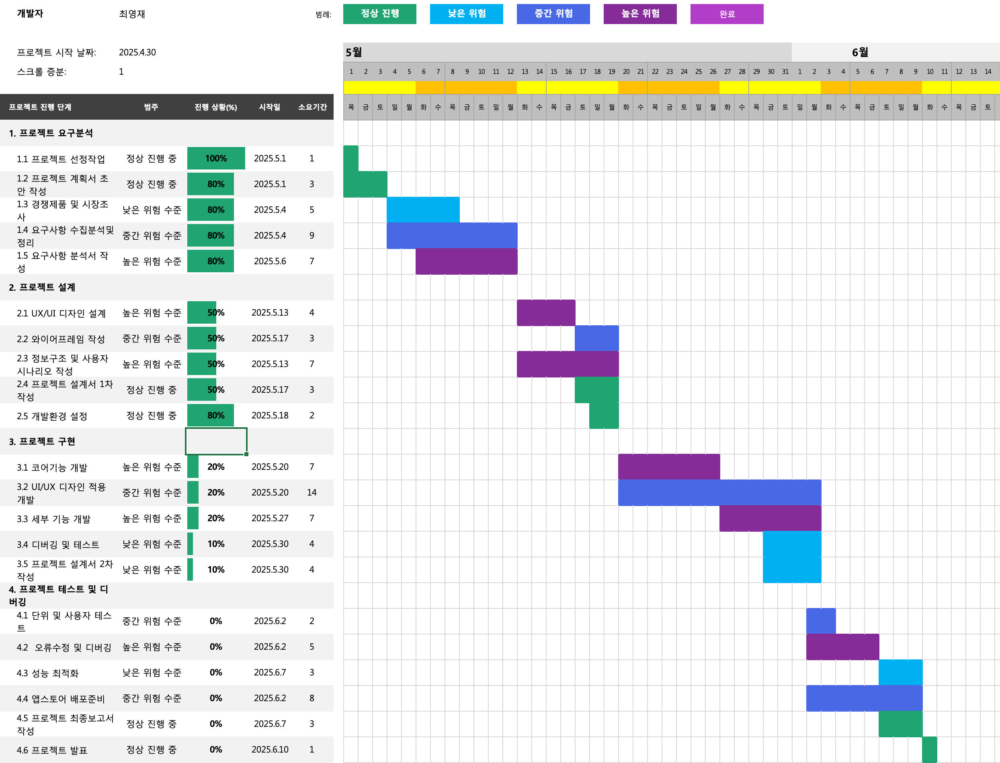 개발자 최영재 범례: 정상 진행 낮은 위험 중간 위험 높은 위험 완료
프로젝트 시작 날짜: 2025.4.30 5월 6월
스크롤 증분: 1 1 2 3 4 5 6 7 8 9 10 11 12 13 14 15 16 17 18 19 20 21 22 23 24 25 26 27 28 29 30 31 1 2 3 4 5 6 7 8 9 10 11 12 13 14
프로젝트 진행 단계 범주 진행 상황(%) 시작일 소요기간 목 금 토 일 월 화 수 목 금 토 일 월 화 수 목 금 토 일 월 화 수 목 금 토 일 월 화 수 목 금 토 일 월 화 수 목 금 토 일 월 화 수 목 금 토
1. 프로젝트 요구분석
1.1 프로젝트 선정작업 정상 진행 중 100% 2025.5.1 1
1.2 프로젝트 계획서 초
안 작성 정상 진행 중 80% 2025.5.1 3
1.3 경쟁제품 및 시장조
사 낮은 위험 수준 80% 2025.5.4 5
1.4 요구사항 수집분석및
정리 중간 위험 수준 80% 2025.5.4 9
1.5 요구사항 분석서 작
성 높은 위험 수준 80% 2025.5.6 7
2. 프로젝트 설계
2.1 UX/UI 디자인 설계 높은 위험 수준 50% 2025.5.13 4
2.2 와이어프레임 작성 중간 위험 수준 50% 2025.5.17 3
2.3 정보구조 및 사용자
시나리오 작성 높은 위험 수준 50% 2025.5.13 7
2.4 프로젝트 설계서 1차
작성 정상 진행 중 50% 2025.5.17 3
2.5 개발환경 설정 정상 진행 중 80% 2025.5.18 2
3. 프로젝트 구현
3.1 코어기능 개발 높은 위험 수준 20% 2025.5.20 7
3.2 UI/UX 디자인 적용
개발 중간 위험 수준 20% 2025.5.20 14
3.3 세부 기능 개발 높은 위험 수준 20% 2025.5.27 7
3.4 디버깅 및 테스트 낮은 위험 수준 10% 2025.5.30 4
3.5 프로젝트 설계서 2차
작성 낮은 위험 수준 10% 2025.5.30 4
4. 프로젝트 테스트 및 디
버깅
4.1 단위 및 사용자 테스
트 중간 위험 수준 0% 2025.6.2 2
4.2 오류수정 및 디버깅 높은 위험 수준 0% 2025.6.2 5
4.3 성능 최적화 낮은 위험 수준 0% 2025.6.7 3
4.4 앱스토어 배포준비 중간 위험 수준 0% 2025.6.2 8
4.5 프로젝트 최종보고서
작성 정상 진행 중 0% 2025.6.7 3
4.6 프로젝트 발표 정상 진행 중 0% 2025.6.10 1